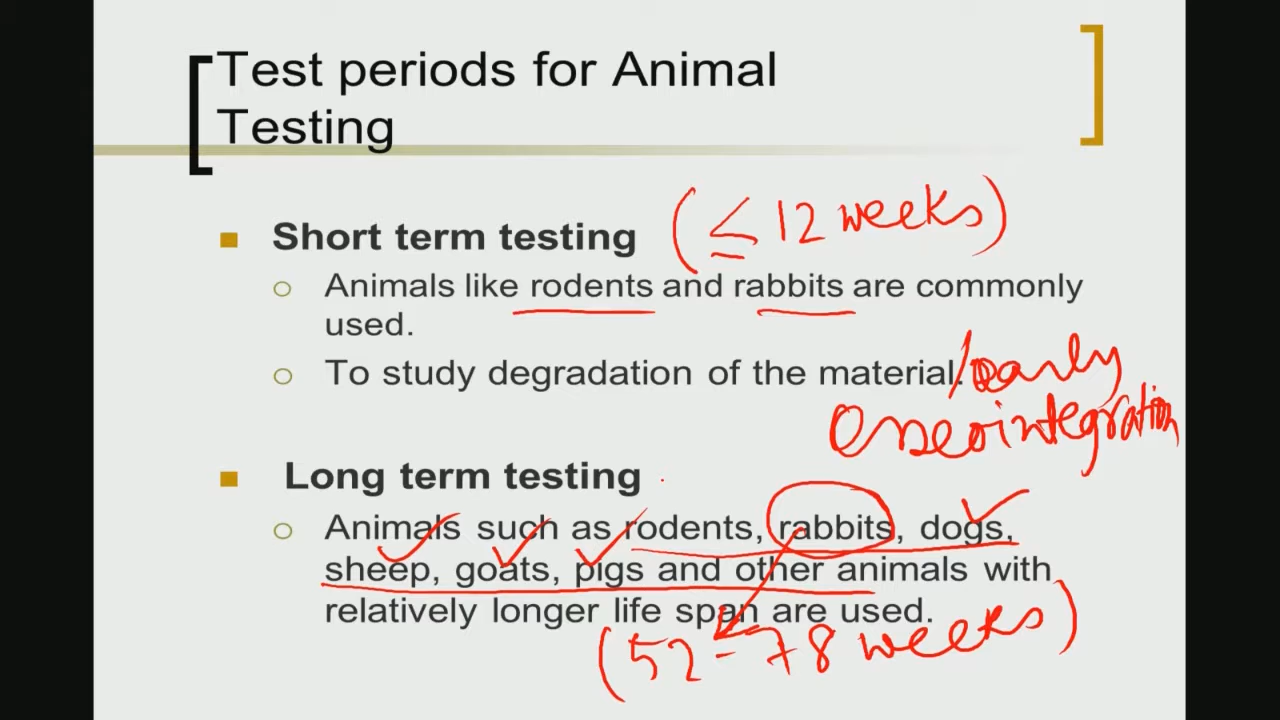 Test periods for Animal
Testing
Short term testing (≤ 12 weeks)
Animals like rodents and rabbits are commonly
used.
To study degradation of the material. /early
osseointegration
Long term testing
Animals such as rodents, rabbits, dogs,
sheep, goats, pigs and other animals with
relatively longer life span are used.
(52-78 weeks)